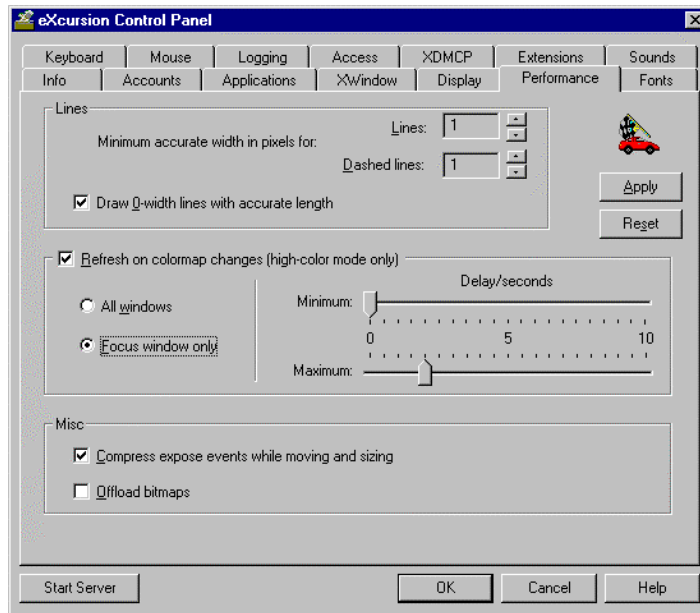 eXcursion Control Panel
Keyboard Mouse Logging Access XDMCP Extensions Sounds
Info Accounts Applications XWindow Display Performance Fonts
Lines
Minimum accurate width in pixels for:
Lines: 1
Dashed lines: 1
Draw 0-width lines with accurate length
Apply
Reset
Refresh on colormap changes (high-color mode only)
All windows
Focus window only
Delay/seconds
Minimum:
0 5 10
Maximum:
Misc
Compress expose events while moving and sizing
Offload bitmaps
Start Server OK Cancel Help